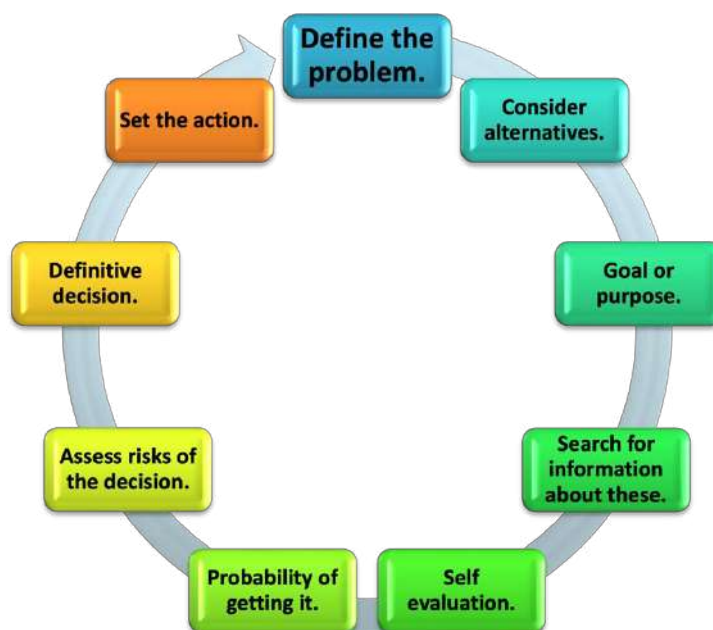 Define the
problem.
Consider
alternatives.
Goal or
purpose.
Search for
information
about these.
Self
evaluation.
Probability of
getting it.
Assess risks of
the decision.
Definitive
decision.
Set the action.